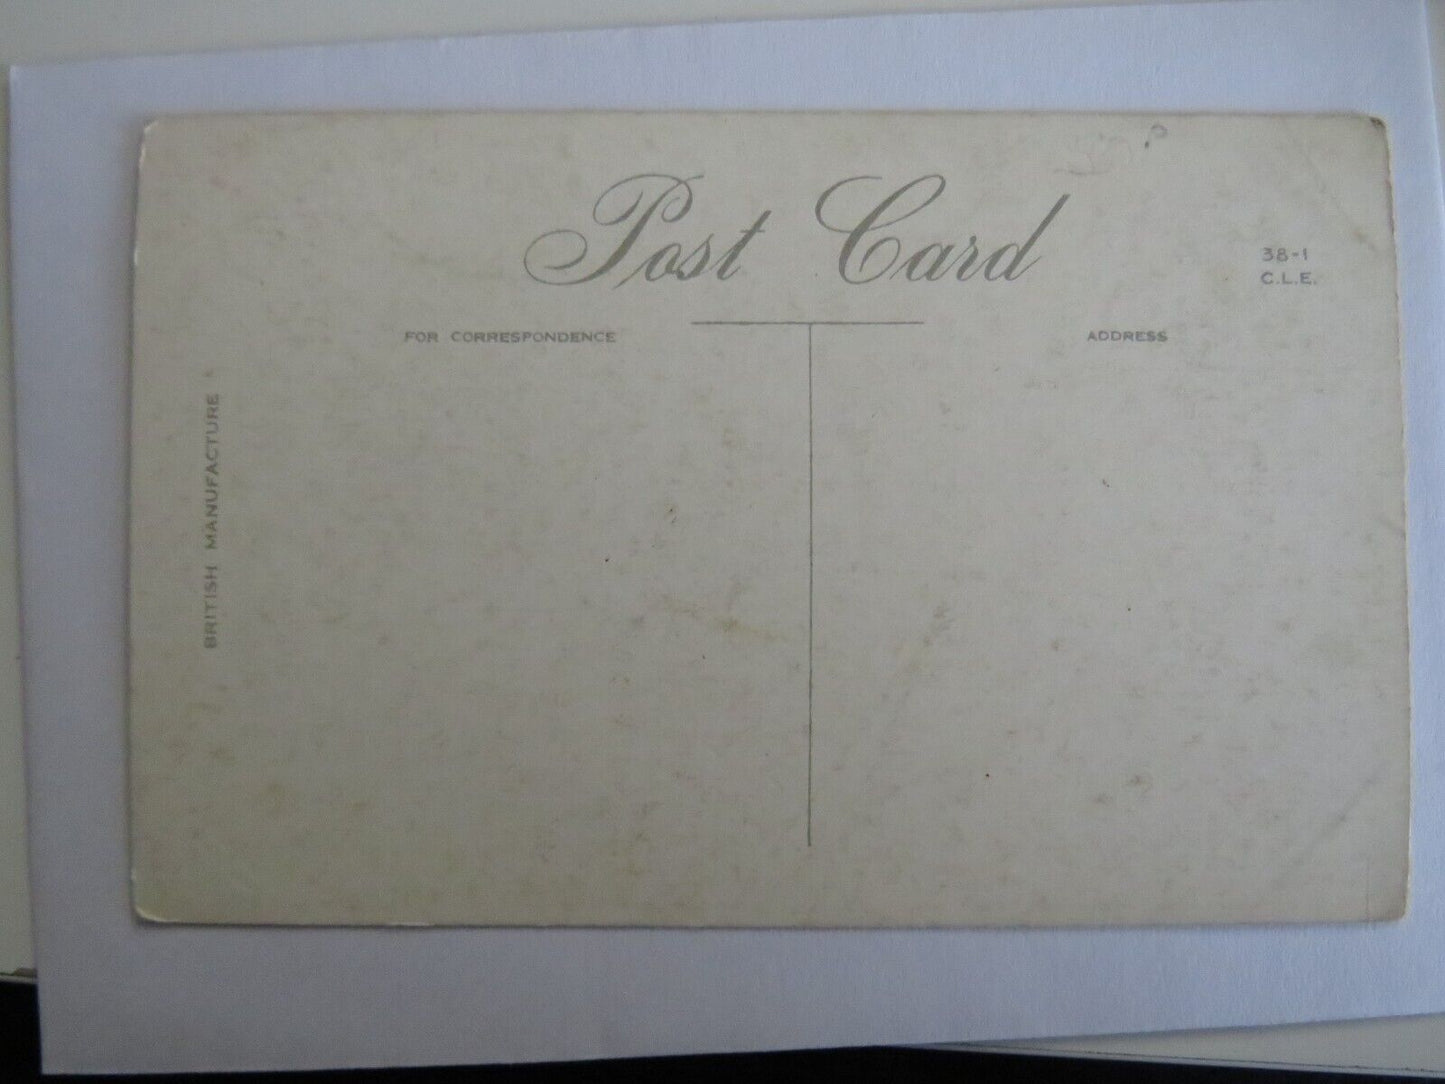 Post Card
38-1
C.L.E.
FOR CORRESPONDENCE
ADDRESS
BRITISH MANUFACTURE